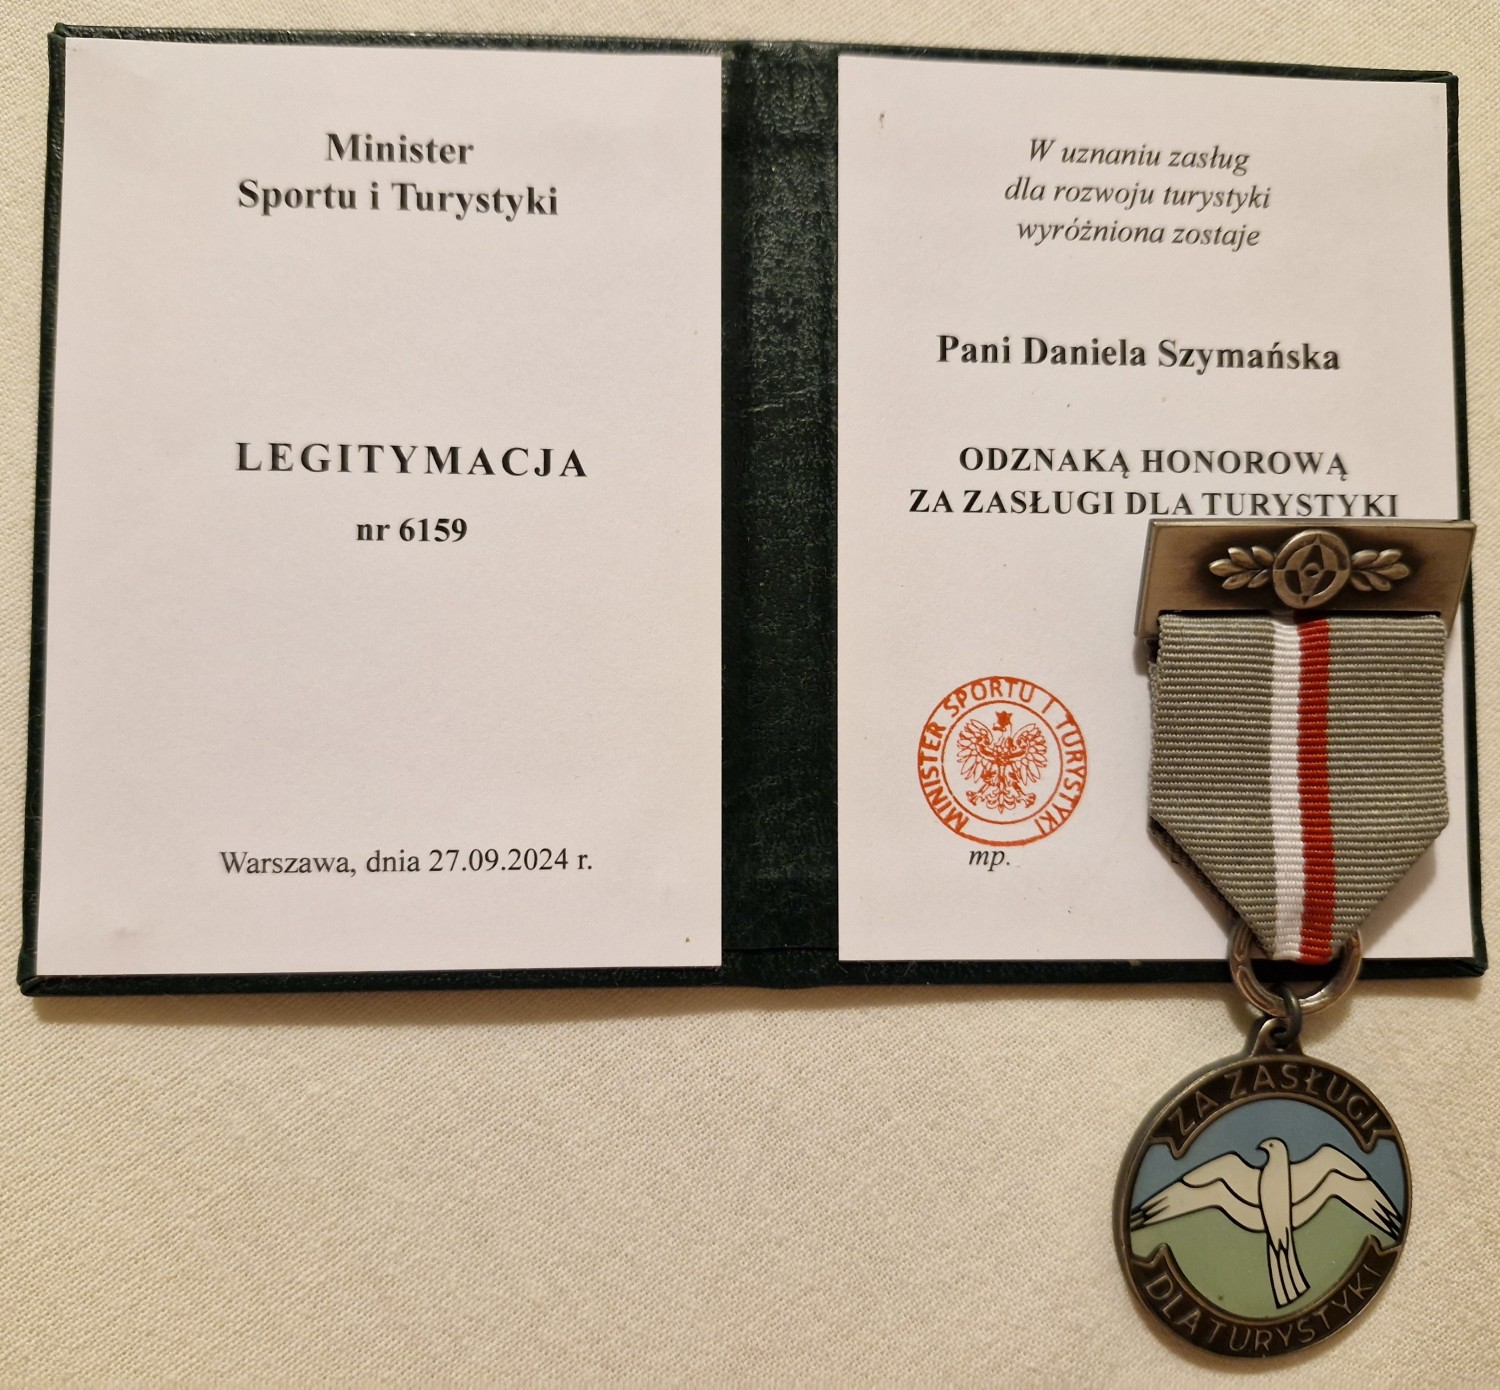 Minister
Sportu i Turystyki
LEGITYMACJA
nr 6159
Warszawa, dnia 27.09.2024 r.
W uznaniu zasług
dla rozwoju turystyki
wyróżniona zostaje
Pani Daniela Szymańska
ODZNAKĄ HONOROWĄ
ZA ZASŁUGI DLA TURYSTYKI
MINISTER SPORTU I TURYSTYKI
mp.
ZA ZASŁUGI
DLA TURYSTYKI